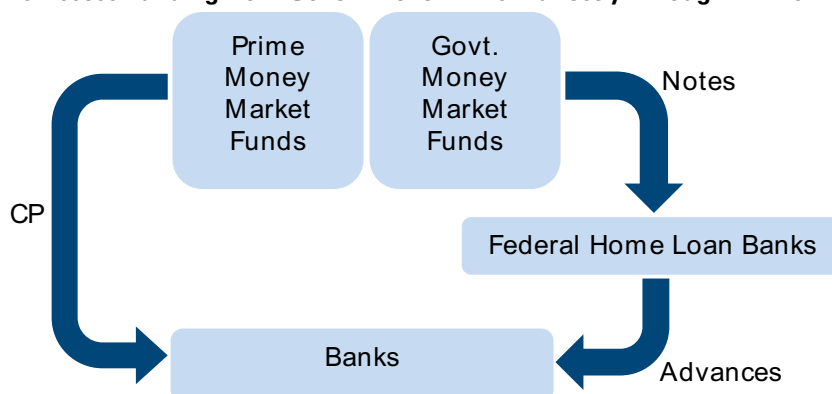 Prime
Money
Market
Funds
Govt.
Money
Market
Funds
Notes
CP
Federal Home Loan Banks
Banks
Advances